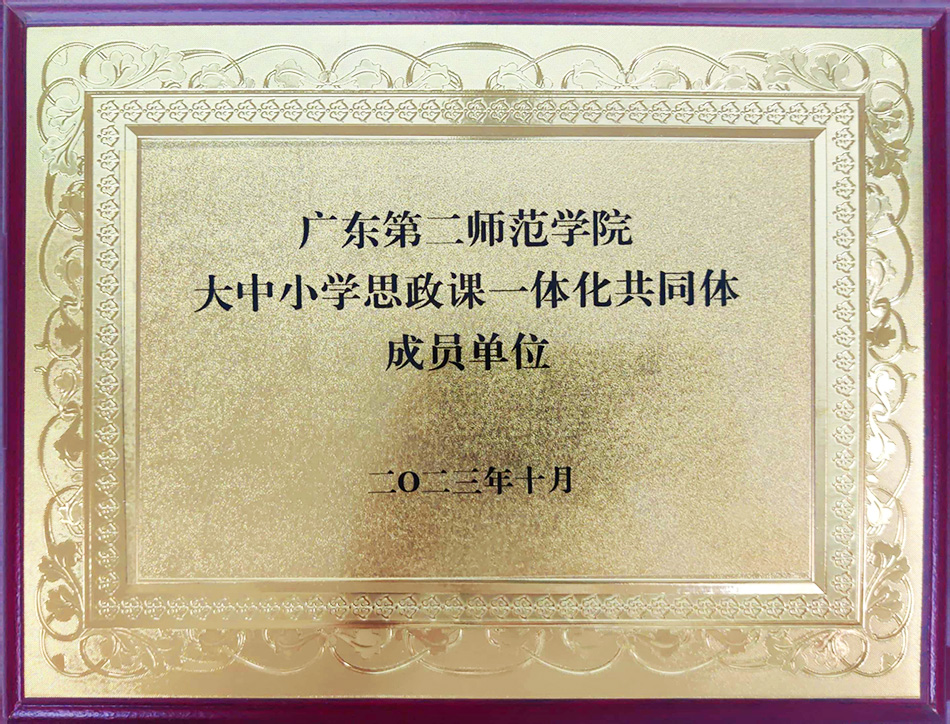 广东第二师范学院
大中小学思政课一体化共同体
成员单位
二O二三年十月